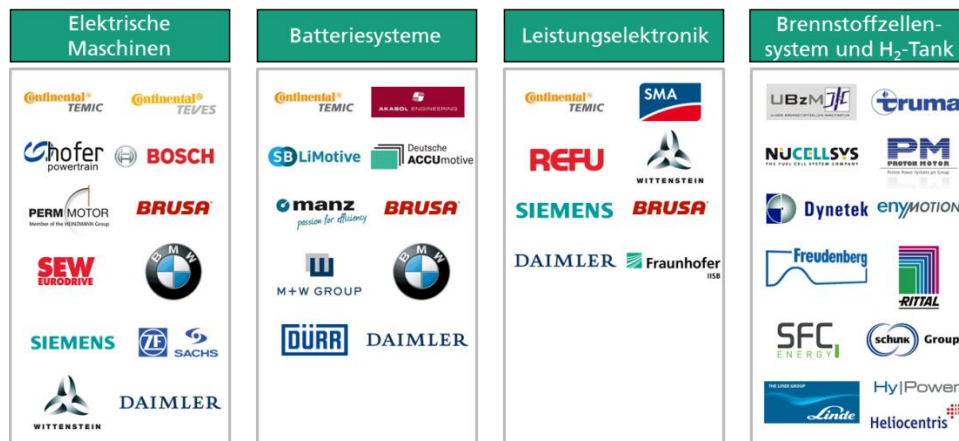 Elektrische
Maschinen
Continental®
TEMIC
Continental®
TEVES
hofer
powertrain
BOSCH
PERM MOTOR
Member of the HEINZMANN Group
BRUSA
SEW
EURODRIVE
BMW
SIEMENS
ZF
SACHS
WITTENSTEIN
DAIMLER
Batteriesysteme
Continental®
TEMIC
AKASOL ENGINEERING
SB LiMotive
Deutsche
ACCUmotive
manz
passion for efficiency
BRUSA
M+W GROUP
BMW
DÜRR
DAIMLER
Leistungselektronik
Continental®
TEMIC
SMA
REFU
WITTENSTEIN
SIEMENS
BRUSA
DAIMLER
Fraunhofer
IISB
Brennstoffzellen-
system und H₂-Tank
UBzM
ULMER BRENNSTOFFZELLEN-MANUFAKTUR
truma
NUCELLSYS
THE FUEL CELL SYSTEM COMPANY
PM
PROTON MOTOR
Dynetek
enyMOTION
Freudenberg
RITTAL
SFC
ENERGY
schunk Group
THE LINDE GROUP
Linde
Hy|Power
Heliocentris